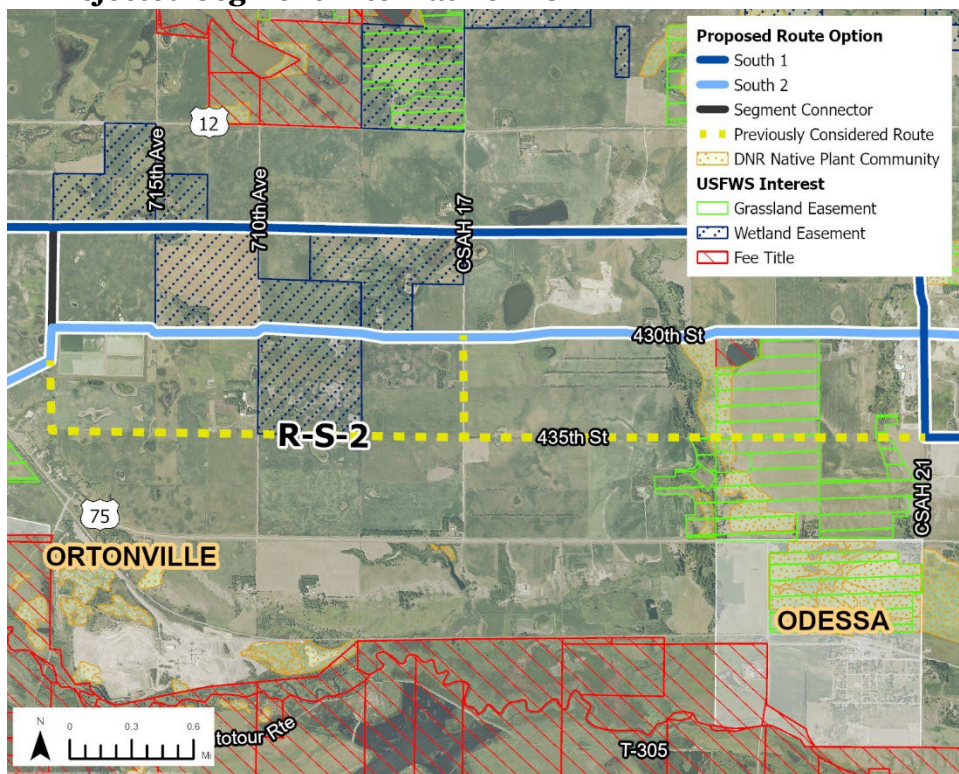 Proposed Route Option
South 1
South 2
Segment Connector
Previously Considered Route
DNR Native Plant Community
USFWS Interest
Grassland Easement
Wetland Easement
Fee Title
12
715th Ave
710th Ave
CSAH 17
430th St
R-S-2
435th St
CSAH 21
75
ORTONVILLE
ODESSA
N
0 0.3 0.6
Mi
totour Rte
T-305